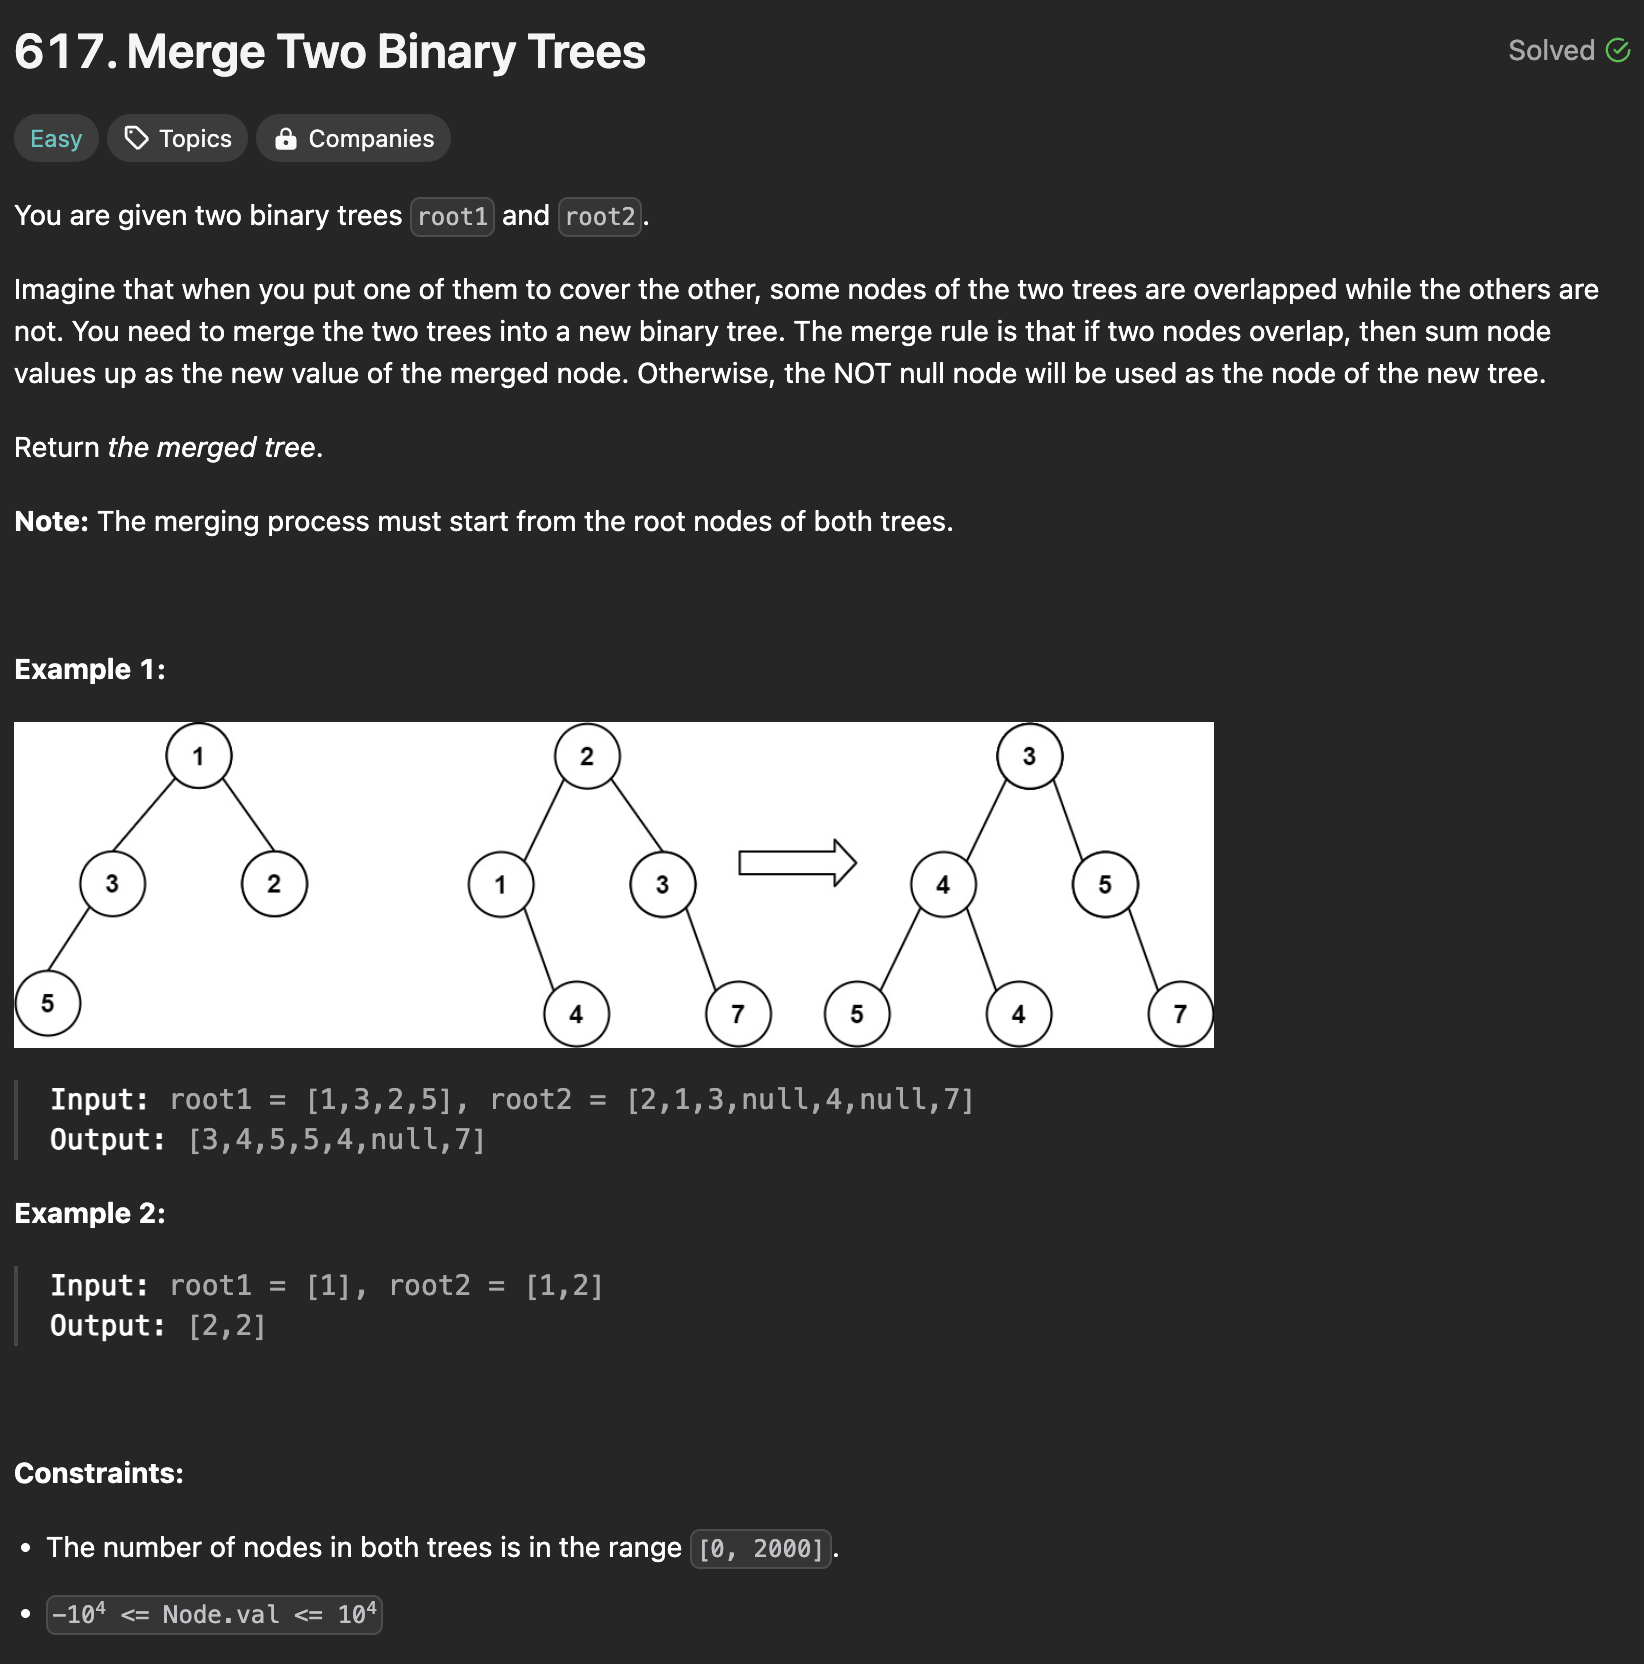 617. Merge Two Binary Trees
Solved
Easy
Topics
Companies
You are given two binary trees root1 and root2.
Imagine that when you put one of them to cover the other, some nodes of the two trees are overlapped while the others are
not. You need to merge the two trees into a new binary tree. The merge rule is that if two nodes overlap, then sum node
values up as the new value of the merged node. Otherwise, the NOT null node will be used as the node of the new tree.
Return the merged tree.
Note: The merging process must start from the root nodes of both trees.
Example 1:
1 2 3
3 2 1 3 4 5
5 4 7 5 4 7
Input: root1 = [1,3,2,5], root2 = [2,1,3,null,4,null,7]
Output: [3,4,5,5,4,null,7]
Example 2:
Input: root1 = [1], root2 = [1,2]
Output: [2,2]
Constraints:
• The number of nodes in both trees is in the range [0, 2000].
• -10⁴ <= Node.val <= 10⁴